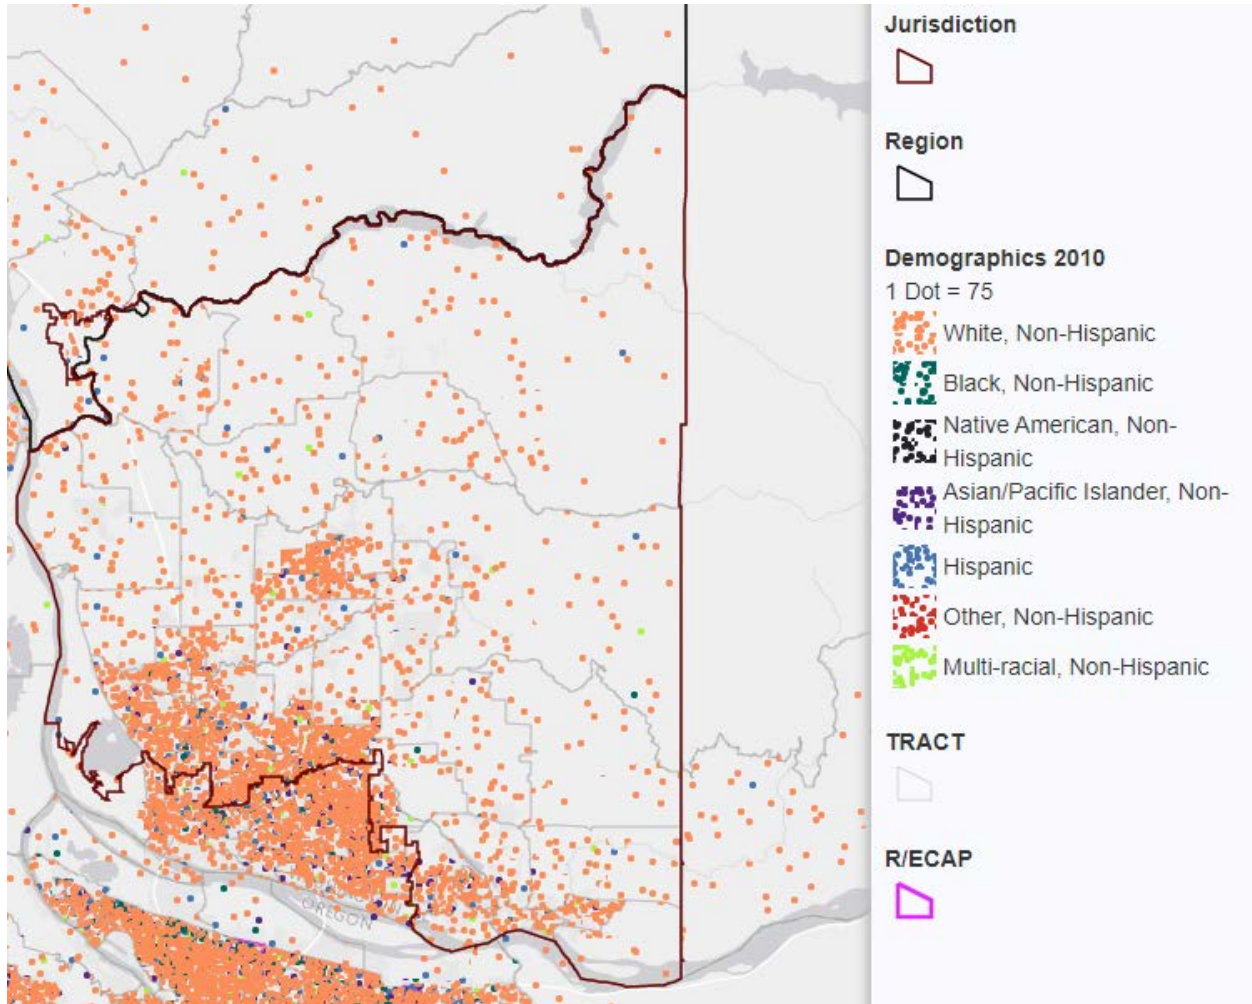 Jurisdiction
Region
Demographics 2010
1 Dot = 75
White, Non-Hispanic
Black, Non-Hispanic
Native American, Non-
Hispanic
Asian/Pacific Islander, Non-
Hispanic
Hispanic
Other, Non-Hispanic
Multi-racial, Non-Hispanic
TRACT
R/ECAP
OREGON